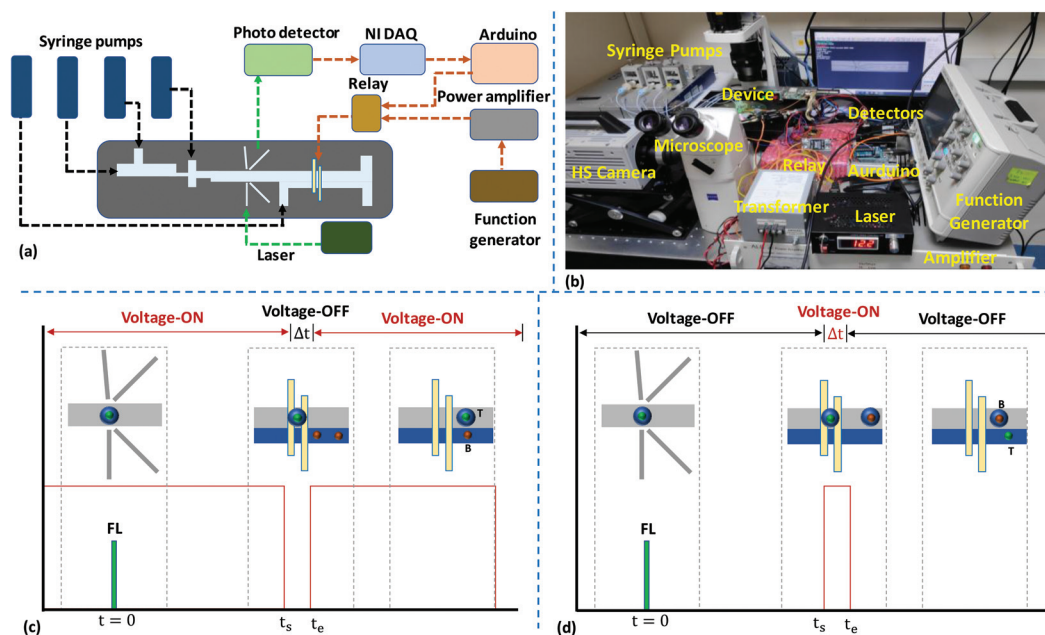 (a)
Syringe pumps
Photo detector
NI DAQ
Arduino
Relay
Power amplifier
Function
generator
Laser
Syringe Pumps
Device
Detectors
Microscope
HS Camera
Relay
Aurduino
Transformer
Laser
Function
Generator
12.2
Amplifier
(b)
Voltage-ON
Voltage-OFF
Voltage-ON
Δt
T
B
FL
t = 0
tₛ
tₑ
(c)
Voltage-OFF
Voltage-ON
Voltage-OFF
Δt
B
T
FL
t = 0
tₛ
tₑ
(d)